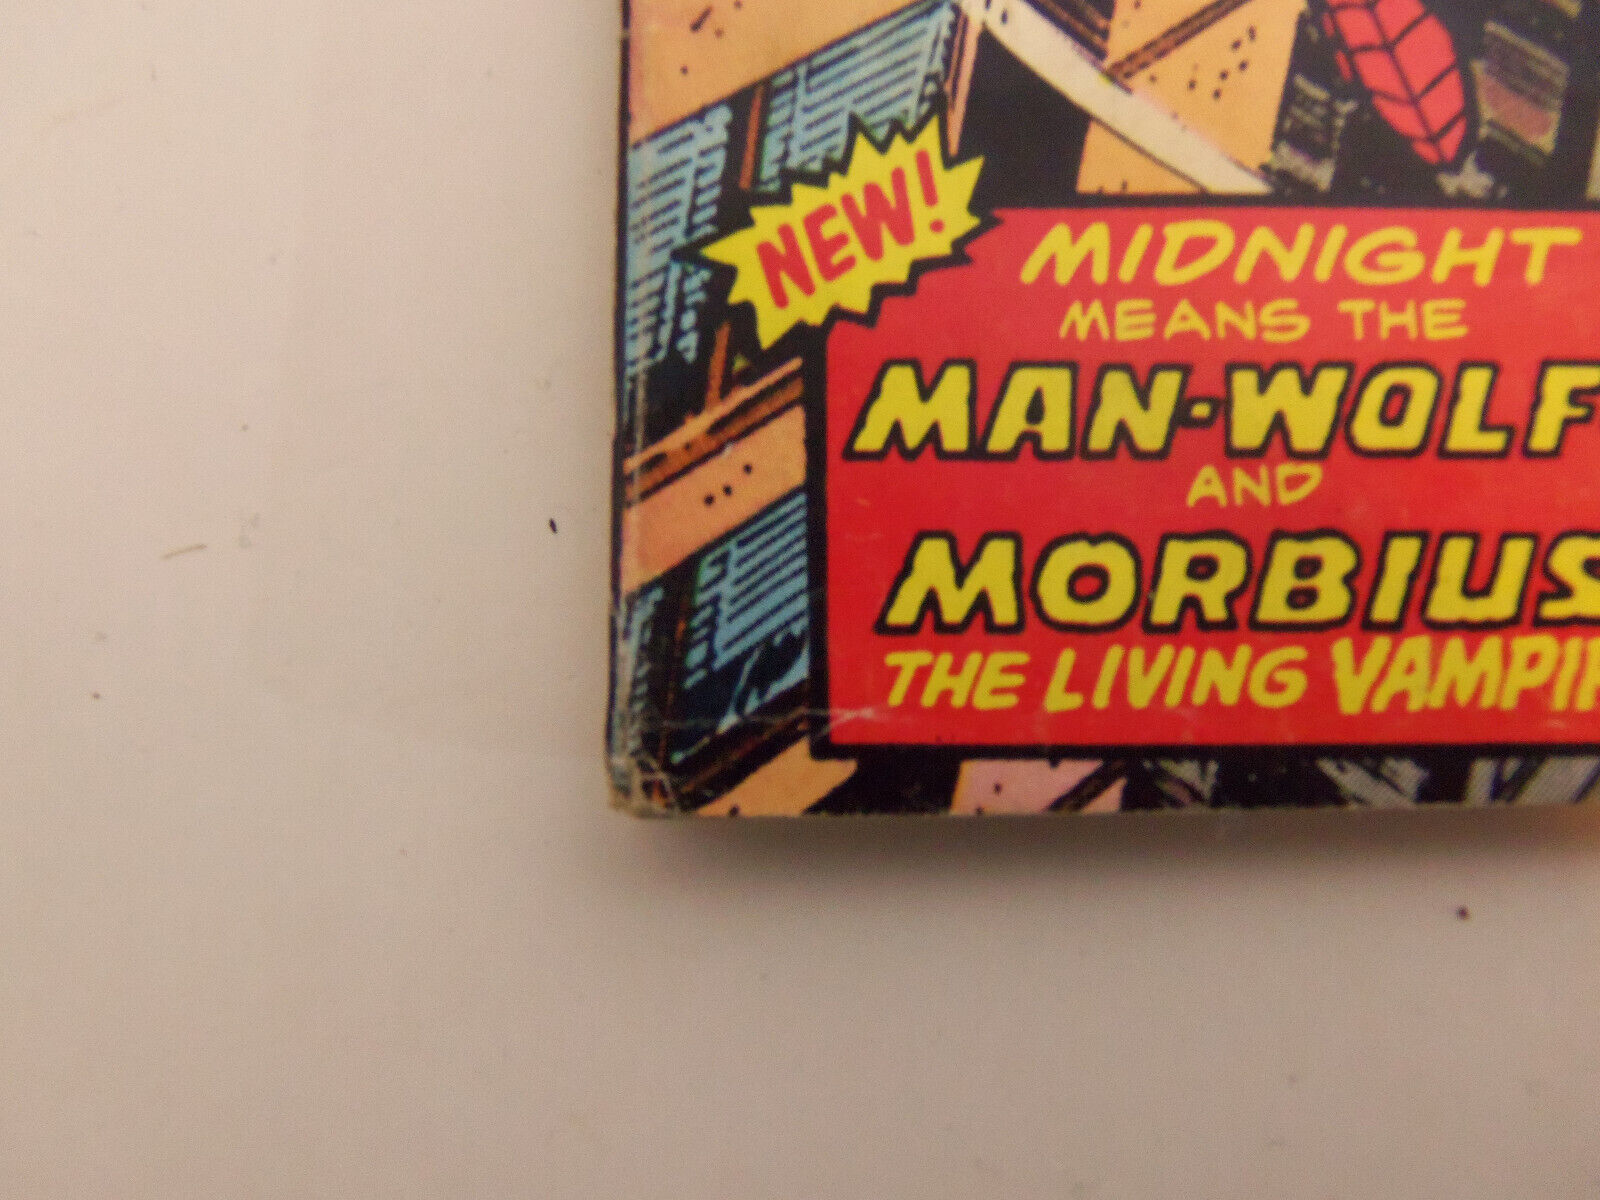 NEW!
MIDNIGHT
MEANS THE
MAN-WOLF
AND
MORBIUS
THE LIVING VAMPI